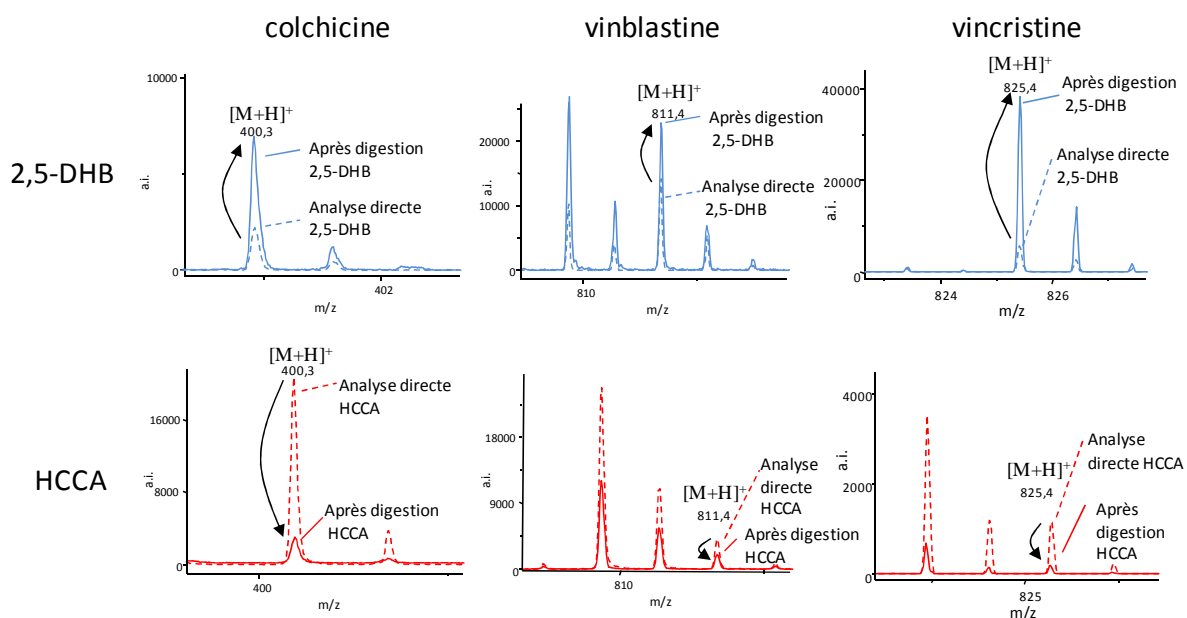 colchicine
vinblastine
vincristine
2,5-DHB
10000
0
a.i.
[M+H]+
400,3
Après digestion
2,5-DHB
Analyse directe
2,5-DHB
402
m/z
20000
10000
0
a.i.
[M+H]+
811,4
Après digestion
2,5-DHB
Analyse directe
2,5-DHB
810
m/z
40000
20000
0
a.i.
[M+H]+
825,4
Après digestion
2,5-DHB
Analyse directe
2,5-DHB
824
826
m/z
HCCA
16000
8000
0
a.i.
[M+H]+
400,3
Analyse directe
HCCA
Après digestion
HCCA
400
m/z
18000
9000
0
a.i.
[M+H]+
811,4
Analyse
directe
HCCA
Après digestion
HCCA
810
m/z
4000
2000
0
a.i.
[M+H]+
825,4
Analyse
directe HCCA
Après
digestion
HCCA
825
m/z